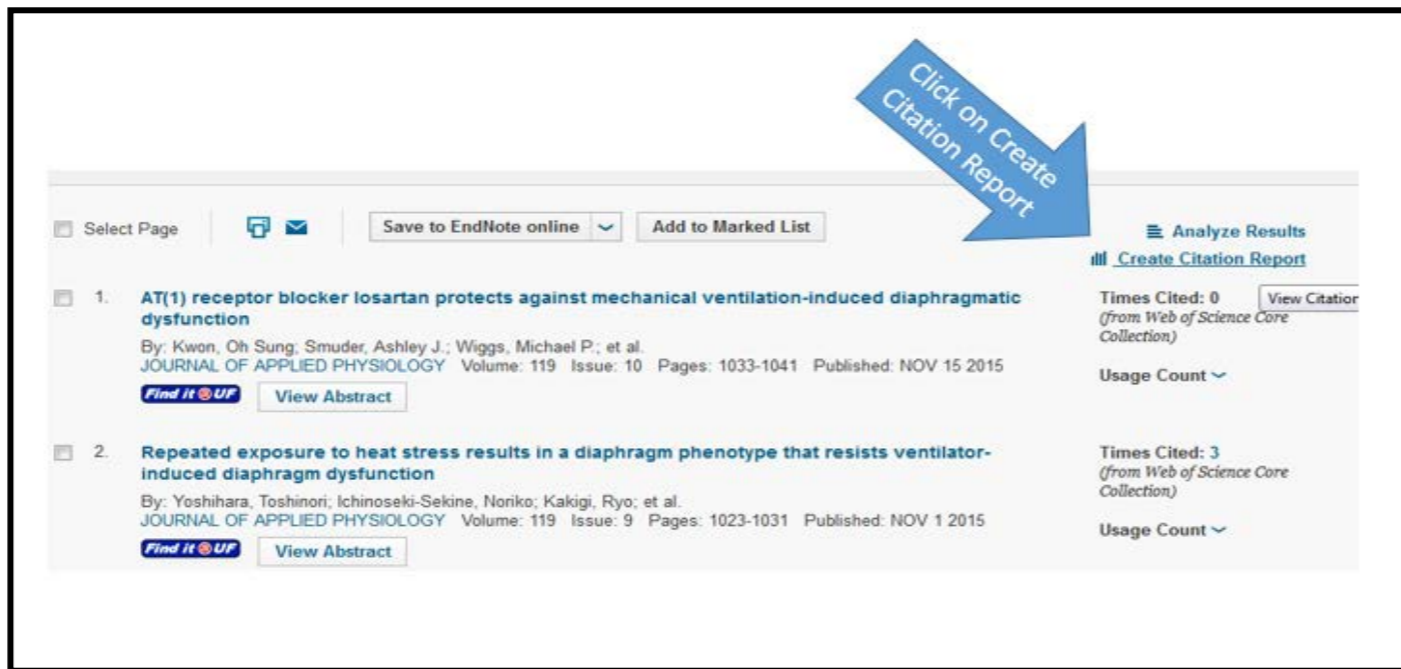 Click on Create
Citation Report
Select Page
Save to EndNote online
Add to Marked List
Analyze Results
Create Citation Report
1. AT(1) receptor blocker losartan protects against mechanical ventilation-induced diaphragmatic
dysfunction
By: Kwon, Oh Sung; Smuder, Ashley J.; Wiggs, Michael P.; et al.
JOURNAL OF APPLIED PHYSIOLOGY Volume: 119 Issue: 10 Pages: 1033-1041 Published: NOV 15 2015
Find it @ UF View Abstract
Times Cited: 0
View Citation
(from Web of Science Core
Collection)
Usage Count
2. Repeated exposure to heat stress results in a diaphragm phenotype that resists ventilator-
induced diaphragm dysfunction
By: Yoshihara, Toshinori; Ichinoseki-Sekine, Noriko; Kakigi, Ryo; et al.
JOURNAL OF APPLIED PHYSIOLOGY Volume: 119 Issue: 9 Pages: 1023-1031 Published: NOV 1 2015
Find it @ UF View Abstract
Times Cited: 3
(from Web of Science Core
Collection)
Usage Count